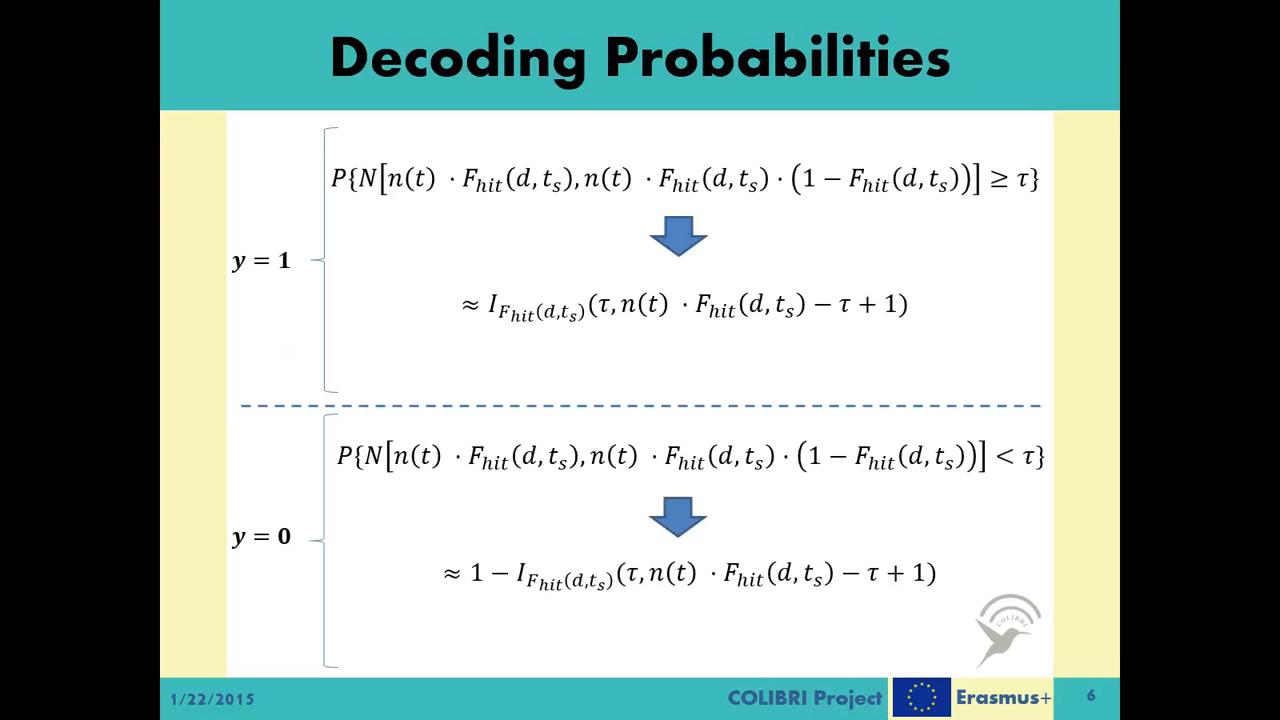 Decoding Probabilities
P{N[n(t) · F_hit(d, t_s), n(t) · F_hit(d, t_s) · (1 − F_hit(d, t_s))] ≥ τ}
y = 1
≈ I_{F_hit(d,t_s)}(τ, n(t) · F_hit(d, t_s) − τ + 1)
P{N[n(t) · F_hit(d, t_s), n(t) · F_hit(d, t_s) · (1 − F_hit(d, t_s))] < τ}
y = 0
≈ 1 − I_{F_hit(d,t_s)}(τ, n(t) · F_hit(d, t_s) − τ + 1)
COLIBRI
1/22/2015
COLIBRI Project
Erasmus+
6